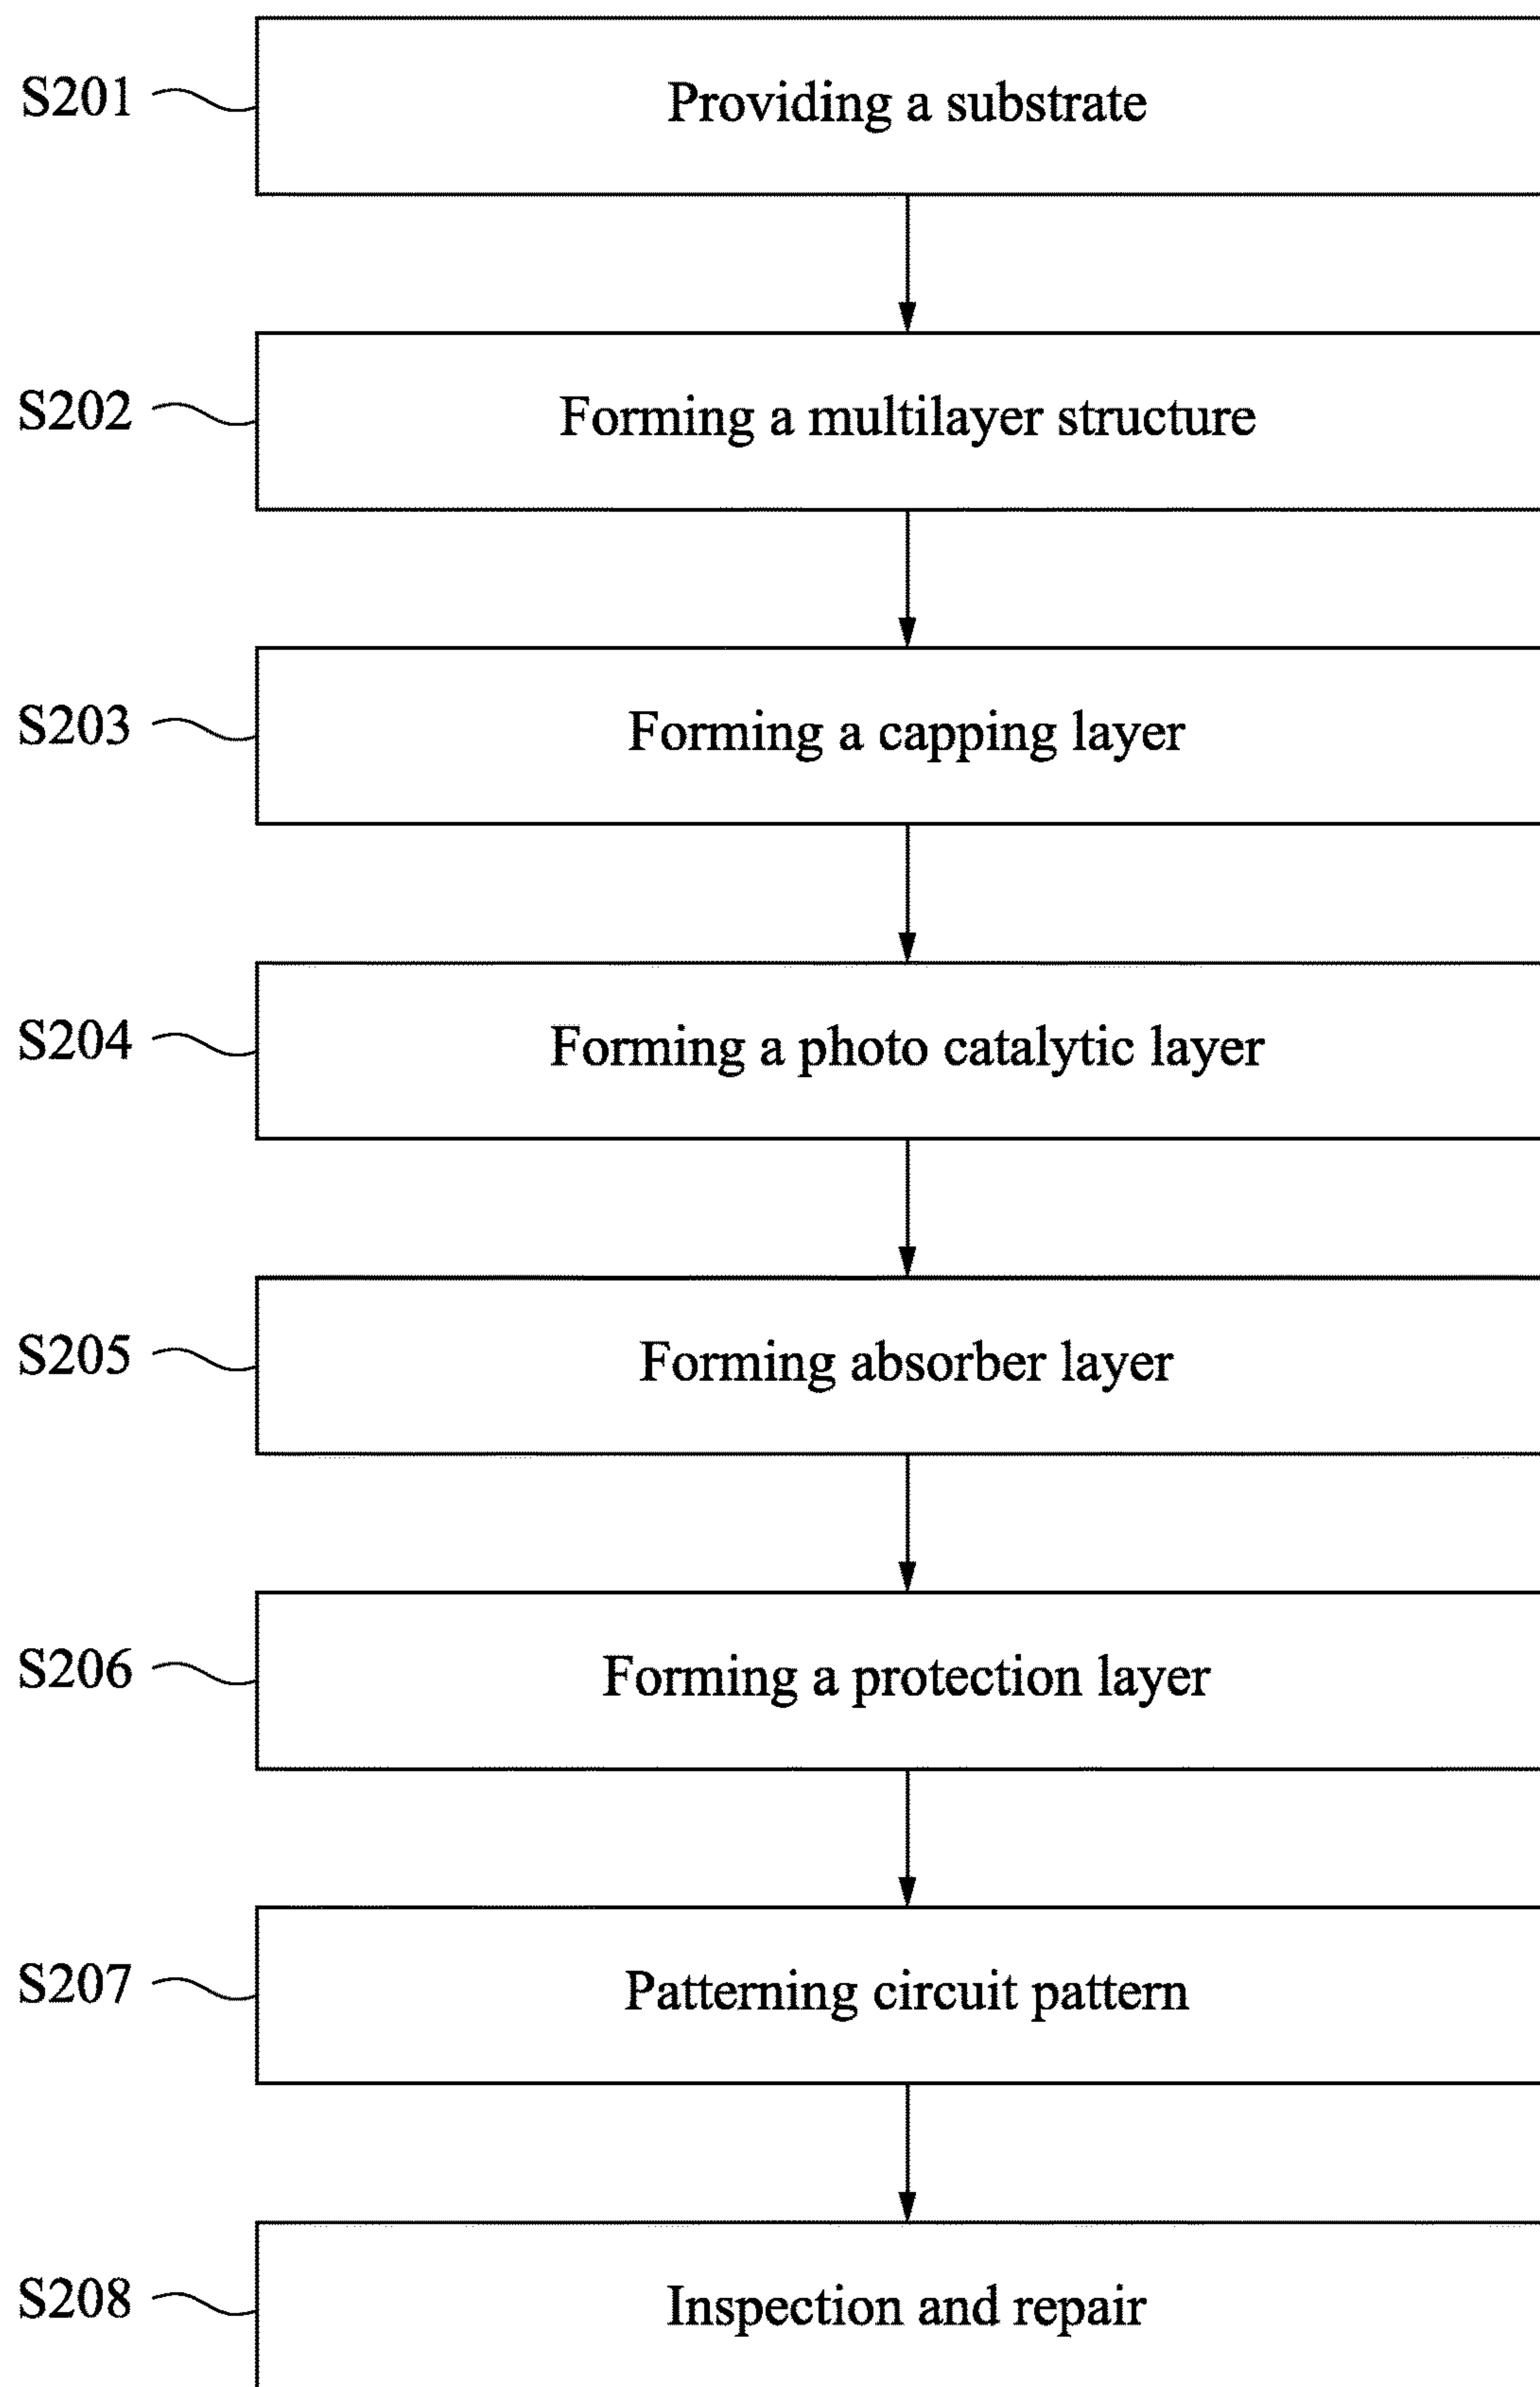 S201 Providing a substrate
S202 Forming a multilayer structure
S203 Forming a capping layer
S204 Forming a photo catalytic layer
S205 Forming absorber layer
S206 Forming a protection layer
S207 Patterning circuit pattern
S208 Inspection and repair